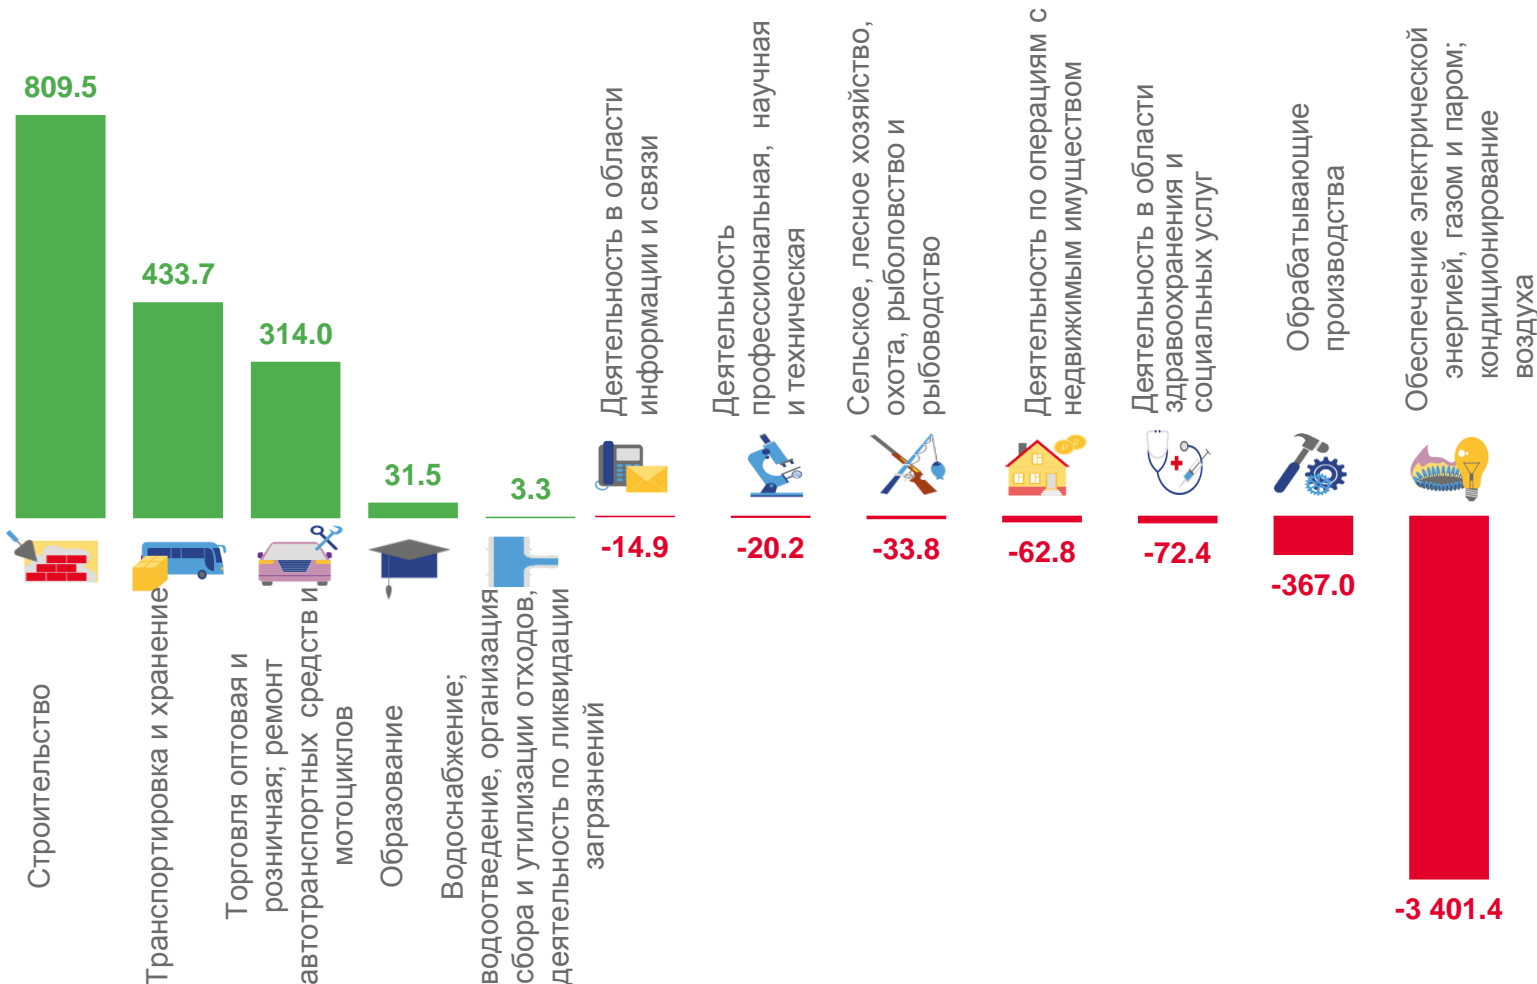 809.5
Строительство
433.7
Транспортировка и хранение
314.0
Торговля оптовая и
розничная; ремонт
автотранспортных средств и
мотоциклов
31.5
Образование
3.3
Водоснабжение;
водоотведение, организация
сбора и утилизации отходов,
деятельность по ликвидации
загрязнений
Деятельность в области
информации и связи
-14.9
Деятельность
профессиональная, научная
и техническая
-20.2
Сельское, лесное хозяйство,
охота, рыболовство и
рыбоводство
-33.8
Деятельность по операциям с
недвижимым имуществом
-62.8
Деятельность в области
здравоохранения и
социальных услуг
-72.4
Обрабатывающие
производства
-367.0
Обеспечение электрической
энергией, газом и паром;
кондиционирование
воздуха
-3 401.4